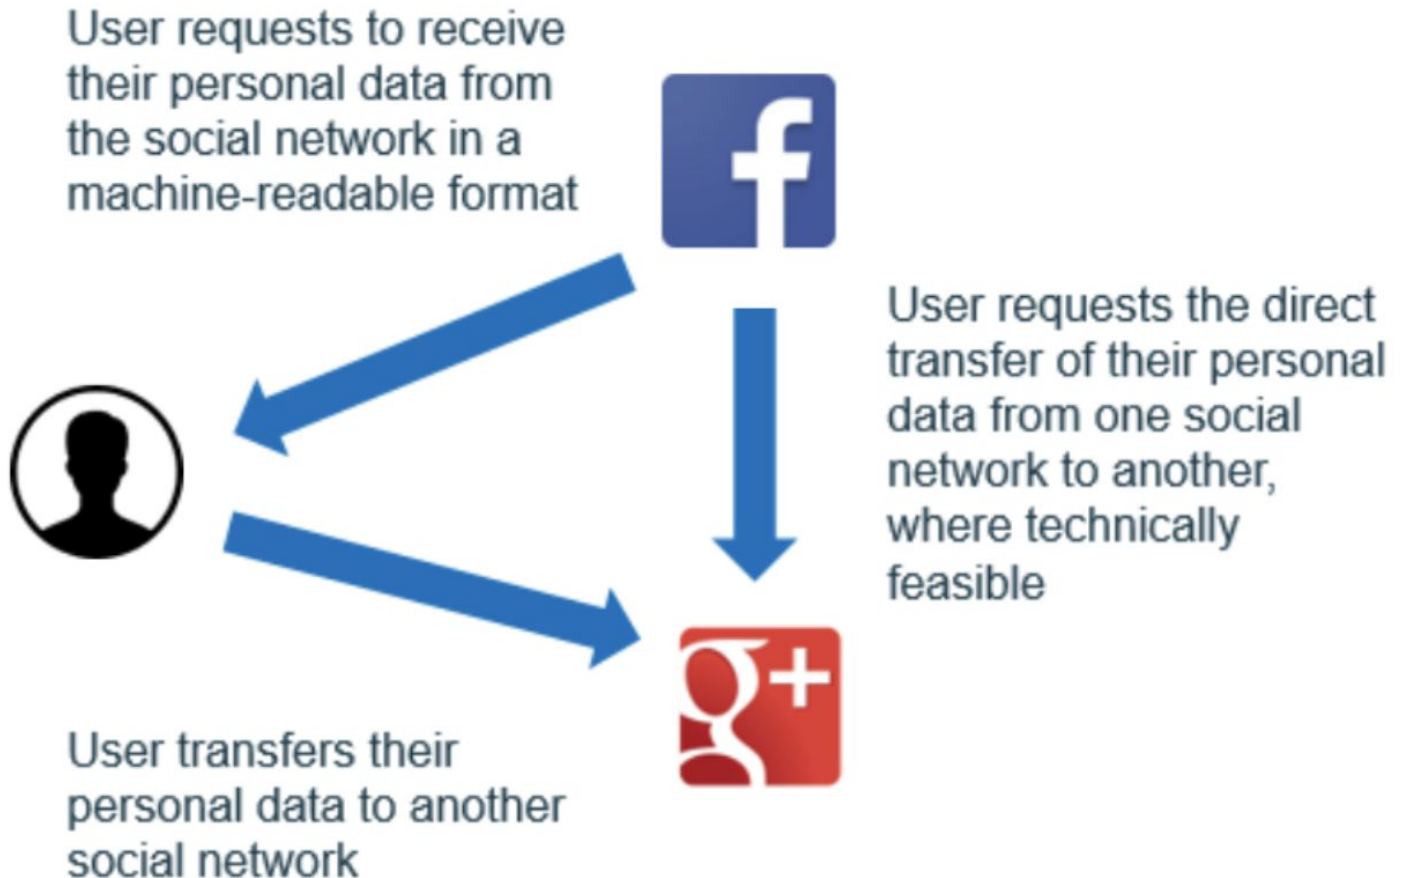 User requests to receive
their personal data from
the social network in a
machine-readable format
f
User requests the direct
transfer of their personal
data from one social
network to another,
where technically
feasible
g+
User transfers their
personal data to another
social network